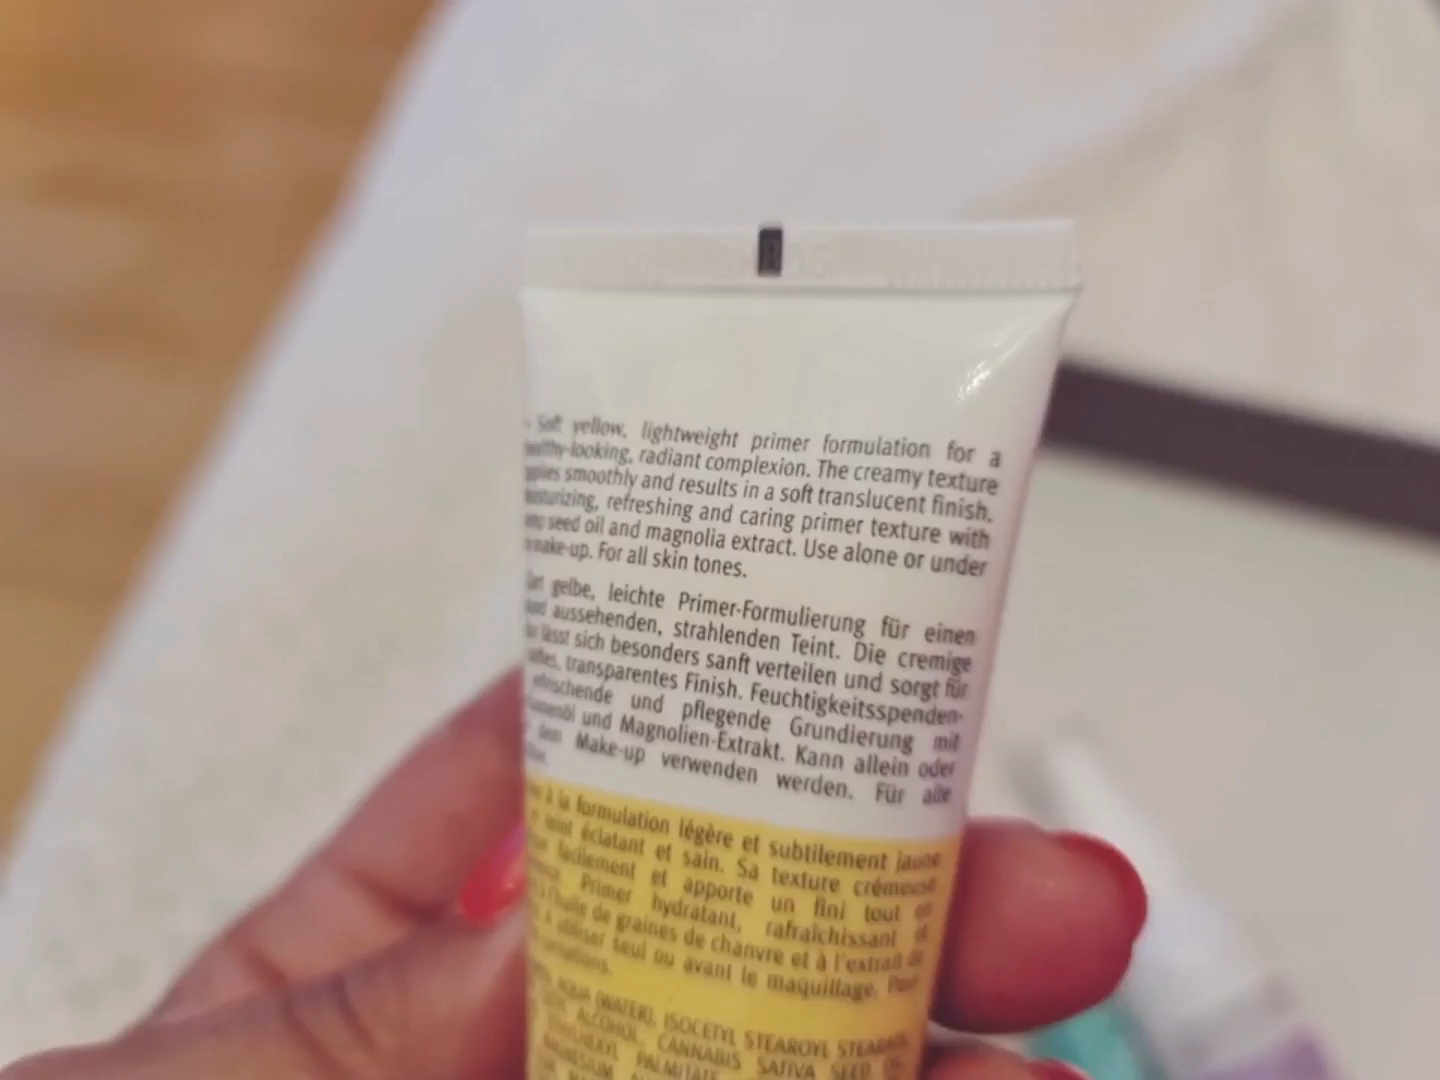 Soft yellow, lightweight primer formulation for a
healthy-looking, radiant complexion. The creamy texture
applies smoothly and results in a soft translucent finish.
moisturizing, refreshing and caring primer texture with
seed oil and magnolia extract. Use alone or under
make-up. For all skin tones.
gelbe, leichte Primer-Formulierung für einen
aussehenden, strahlenden Teint. Die cremige
lässt sich besonders sanft verteilen und sorgt für
transparentes Finish. Feuchtigkeitsspenden-
erfrischende und pflegende Grundierung mit
und Magnolien-Extrakt. Kann allein oder
dem Make-up verwenden werden. Für alle
à la formulation légère et subtilement jaune
teint éclatant et sain. Sa texture crémeuse
facilement et apporte un fini tout en
Primer hydratant, rafraîchissant et
à l'huile de graines de chanvre et à l'extrait de
À utiliser seul ou avant le maquillage. Pour
AQUA (WATER), ISOCETYL STEAROYL STEARATE,
ALCOHOL, CANNABIS SATIVA SEED OIL,
PALMITATE,